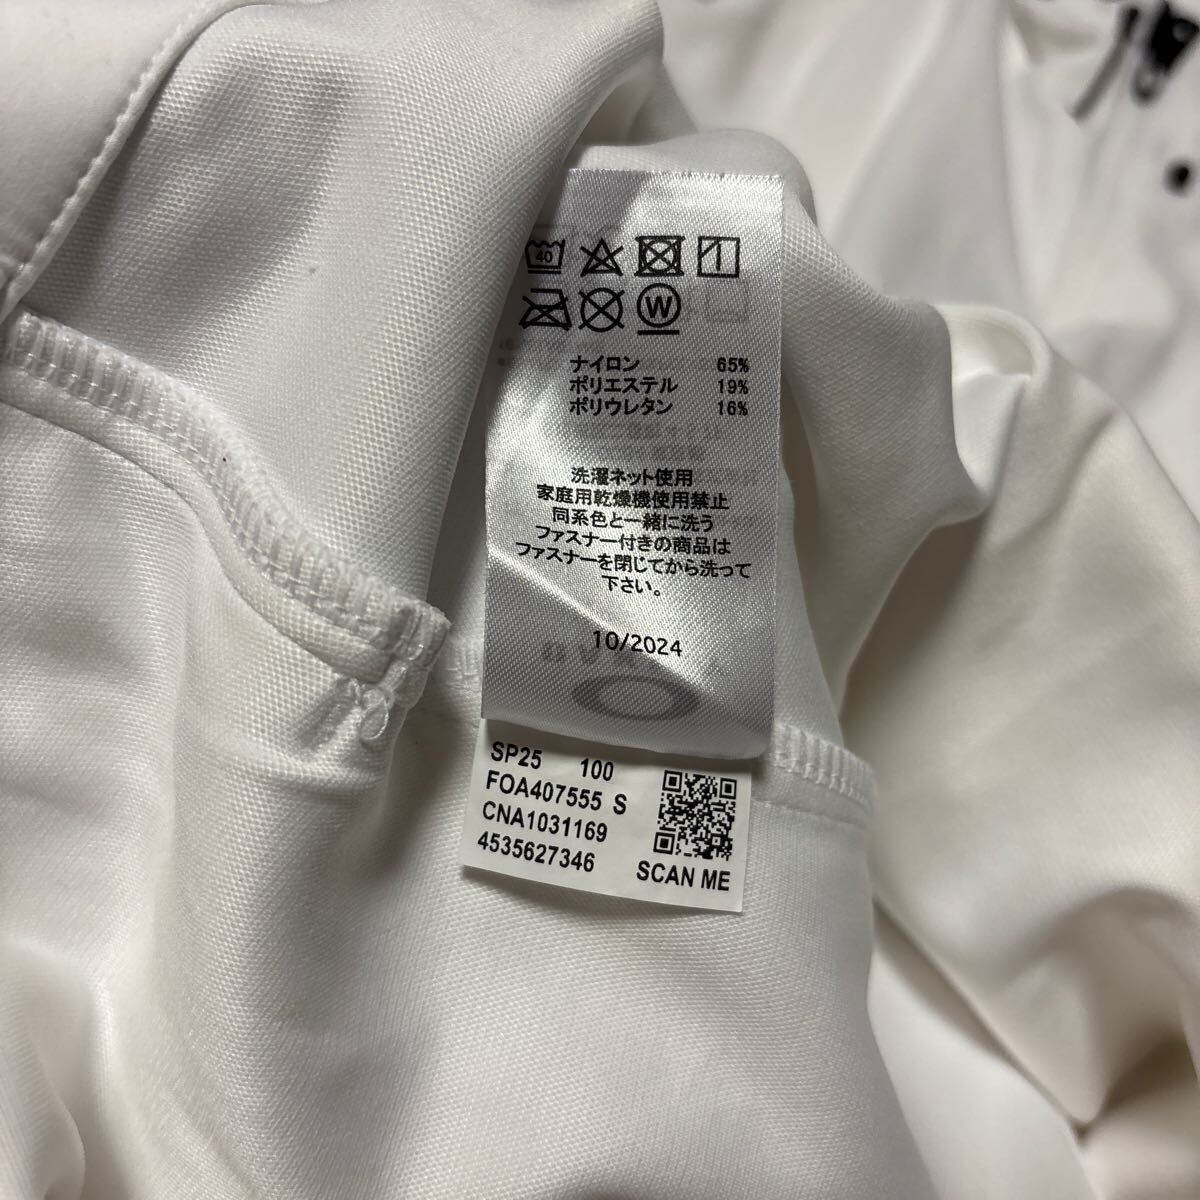 40
W
ナイロン 65%
ポリエステル 19%
ポリウレタン 16%
洗濯ネット使用
家庭用乾燥機使用禁止
同系色と一緒に洗う
ファスナー付きの商品は
ファスナーを閉じてから洗って
下さい。
10/2024
SP25 100
FOA407555 S
CNA1031169
4535627346
SCAN ME